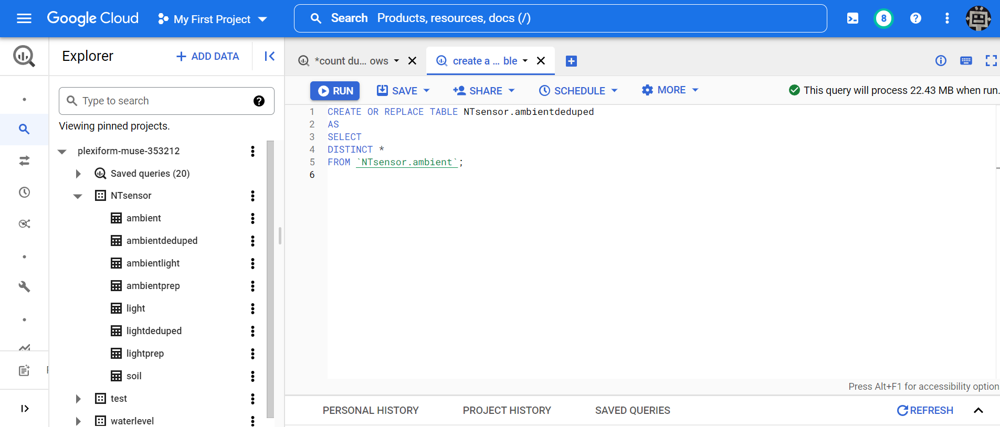 Google Cloud My First Project Search Products, resources, docs (/) 8
Explorer + ADD DATA
*count du... ows create a ... ble
RUN SAVE SHARE SCHEDULE MORE This query will process 22.43 MB when run.
Type to search
Viewing pinned projects.
plexiform-muse-353212
Saved queries (20)
NTsensor
ambient
ambientdeduped
ambientlight
ambientprep
light
lightdeduped
lightprep
soil
test
waterlevel
1 CREATE OR REPLACE TABLE NTsensor.ambientdeduped
2 AS
3 SELECT
4 DISTINCT *
5 FROM `NTsensor.ambient`;
6
Press Alt+F1 for accessibility option
PERSONAL HISTORY PROJECT HISTORY SAVED QUERIES REFRESH